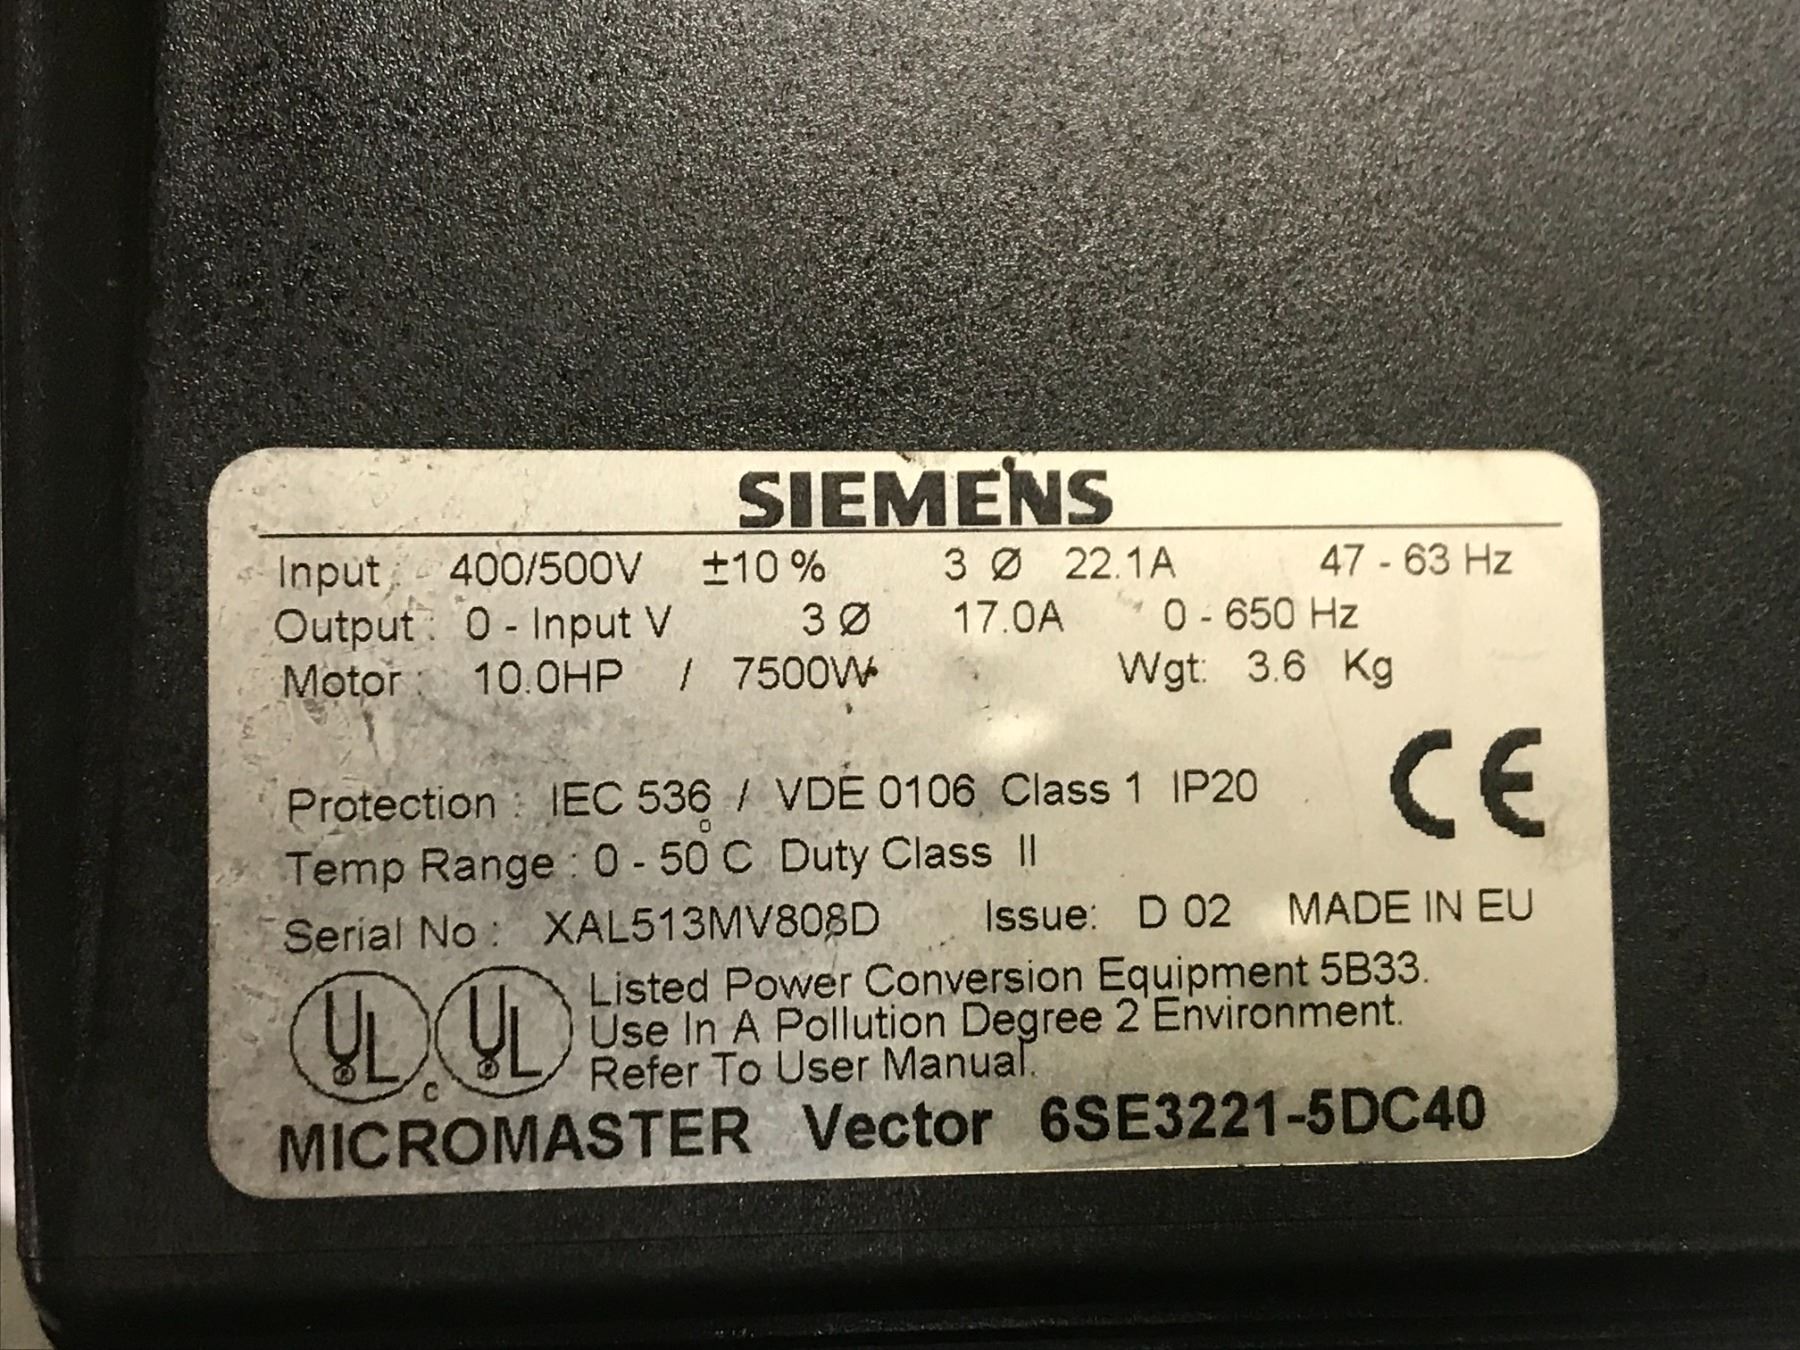 SIEMENS
Input : 400/500V ±10 % 3 Ø 22.1A 47 - 63 Hz
Output : 0 - Input V 3 Ø 17.0A 0 - 650 Hz
Motor : 10.0HP / 7500W Wgt: 3.6 Kg
Protection : IEC 536 / VDE 0106 Class 1 IP20
CE
Temp Range : 0 - 50°C Duty Class II
Serial No : XAL513MV808D Issue: D 02 MADE IN EU
UL c UL
Listed Power Conversion Equipment 5B33.
Use In A Pollution Degree 2 Environment.
Refer To User Manual.
MICROMASTER Vector 6SE3221-5DC40